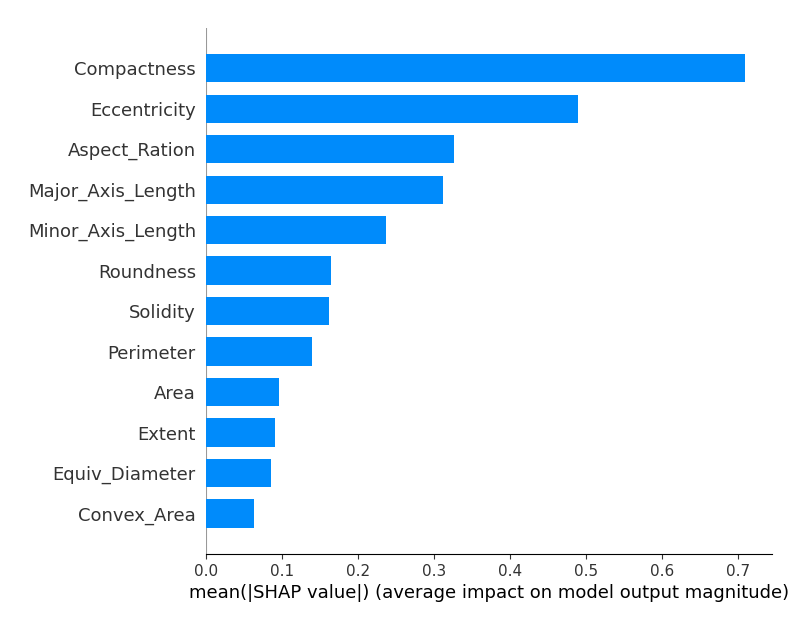 Compactness
Eccentricity
Aspect_Ration
Major_Axis_Length
Minor_Axis_Length
Roundness
Solidity
Perimeter
Area
Extent
Equiv_Diameter
Convex_Area
0.0 0.1 0.2 0.3 0.4 0.5 0.6 0.7
mean(|SHAP value|) (average impact on model output magnitude)